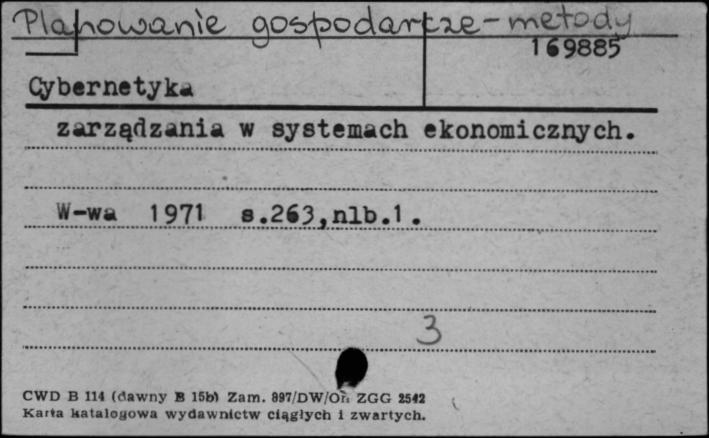 Planowanie gospodarcze - metody
169885
Cybernetyka
zarządzania w systemach ekonomicznych.
W-wa 1971 s.263,nlb.1.
3
CWD B 114 (dawny B 15b) Zam. 897/DW/Oń ZGG 2542
Karta katalogowa wydawnictw ciągłych i zwartych.